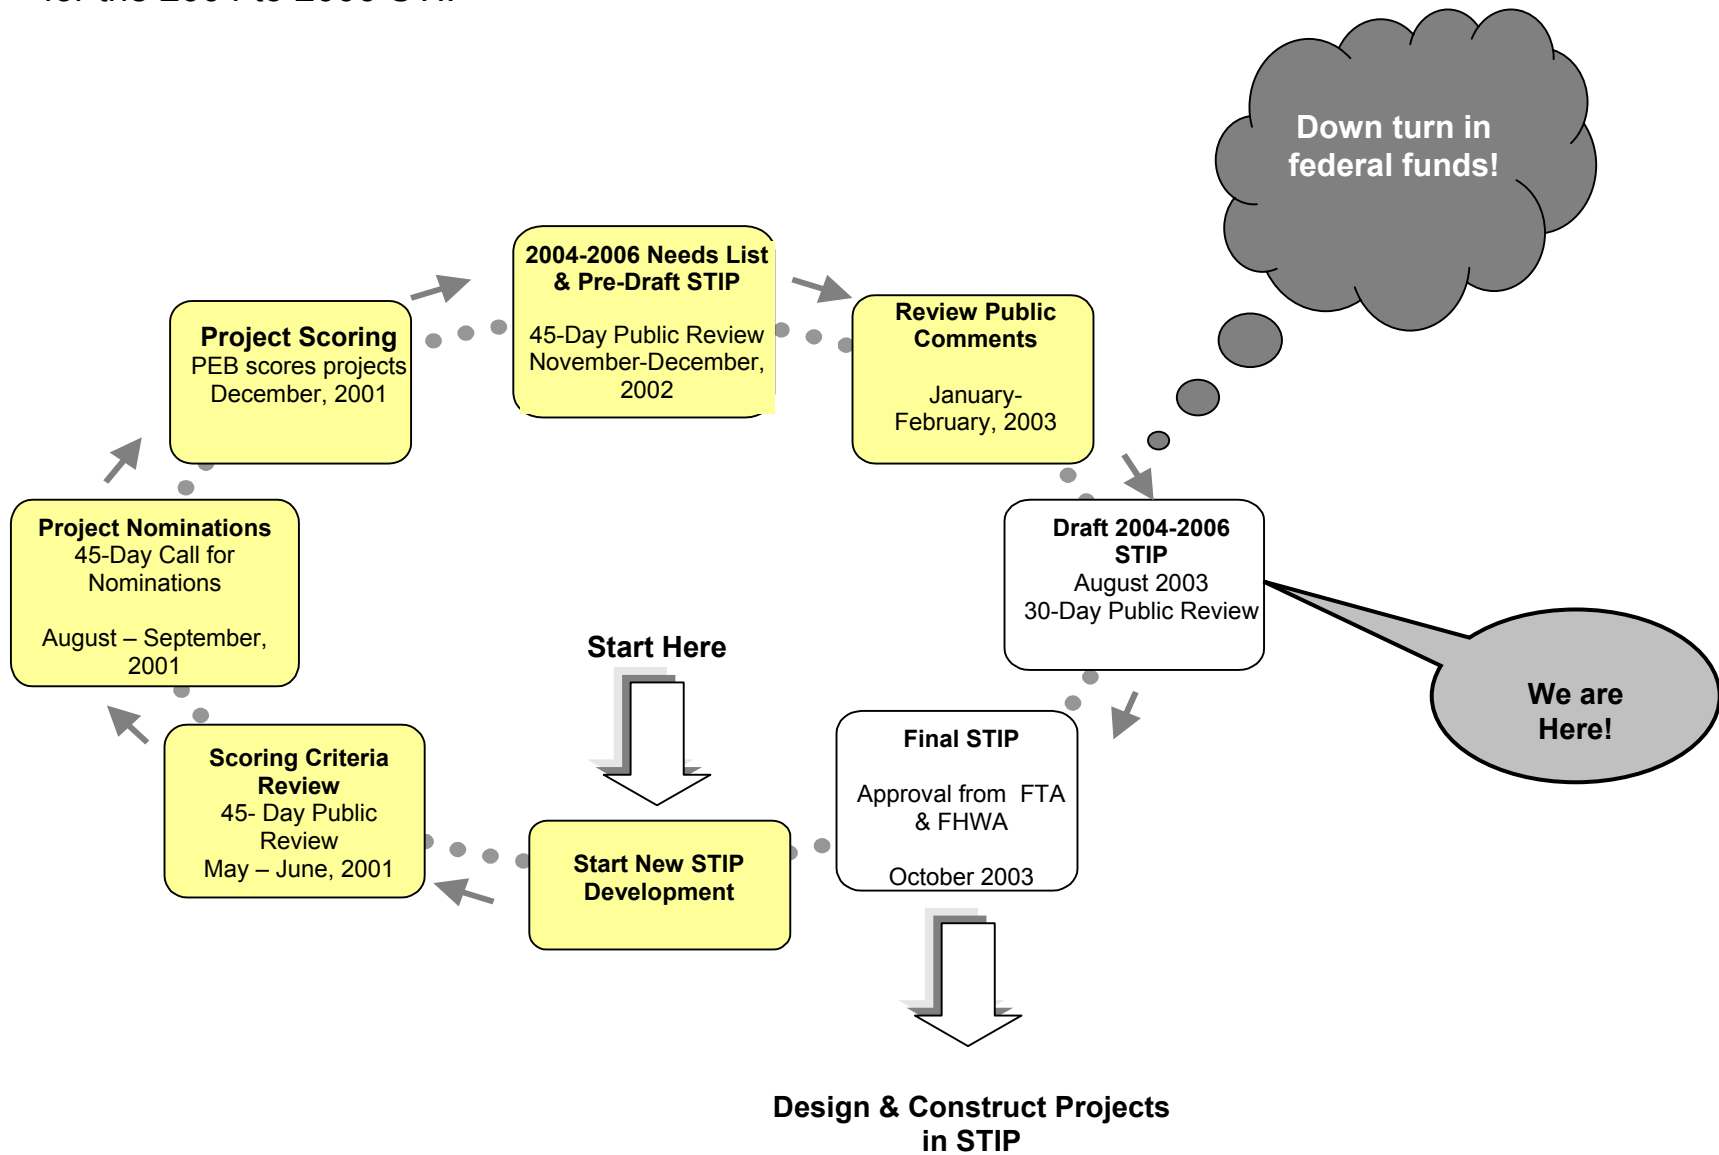 Down turn in
federal funds!
2004-2006 Needs List
& Pre-Draft STIP
45-Day Public Review
November-December,
2002
Review Public
Comments
January-
February, 2003
Project Scoring
PEB scores projects
December, 2001
Project Nominations
45-Day Call for
Nominations
August – September,
2001
Draft 2004-2006
STIP
August 2003
30-Day Public Review
Start Here
We are
Here!
Scoring Criteria
Review
45- Day Public
Review
May – June, 2001
Start New STIP
Development
Final STIP
Approval from FTA
& FHWA
October 2003
Design & Construct Projects
in STIP